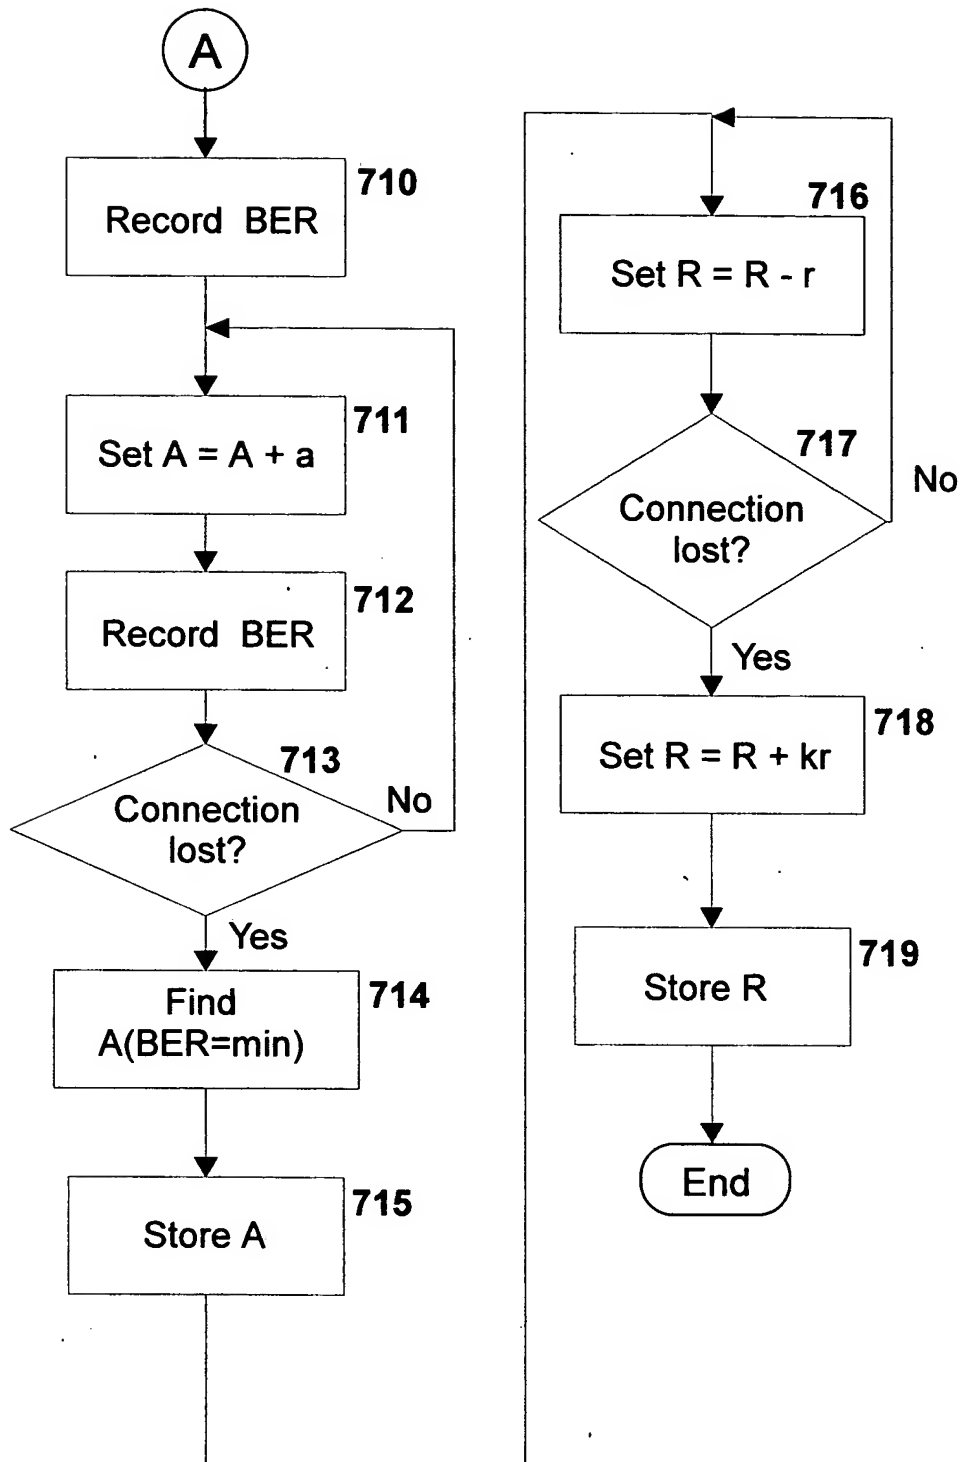 A
710
Record BER
711
Set A = A + a
712
Record BER
713
Connection
lost?
No
Yes
714
Find
A(BER=min)
715
Store A
716
Set R = R - r
717
Connection
lost?
No
Yes
718
Set R = R + kr
719
Store R
End